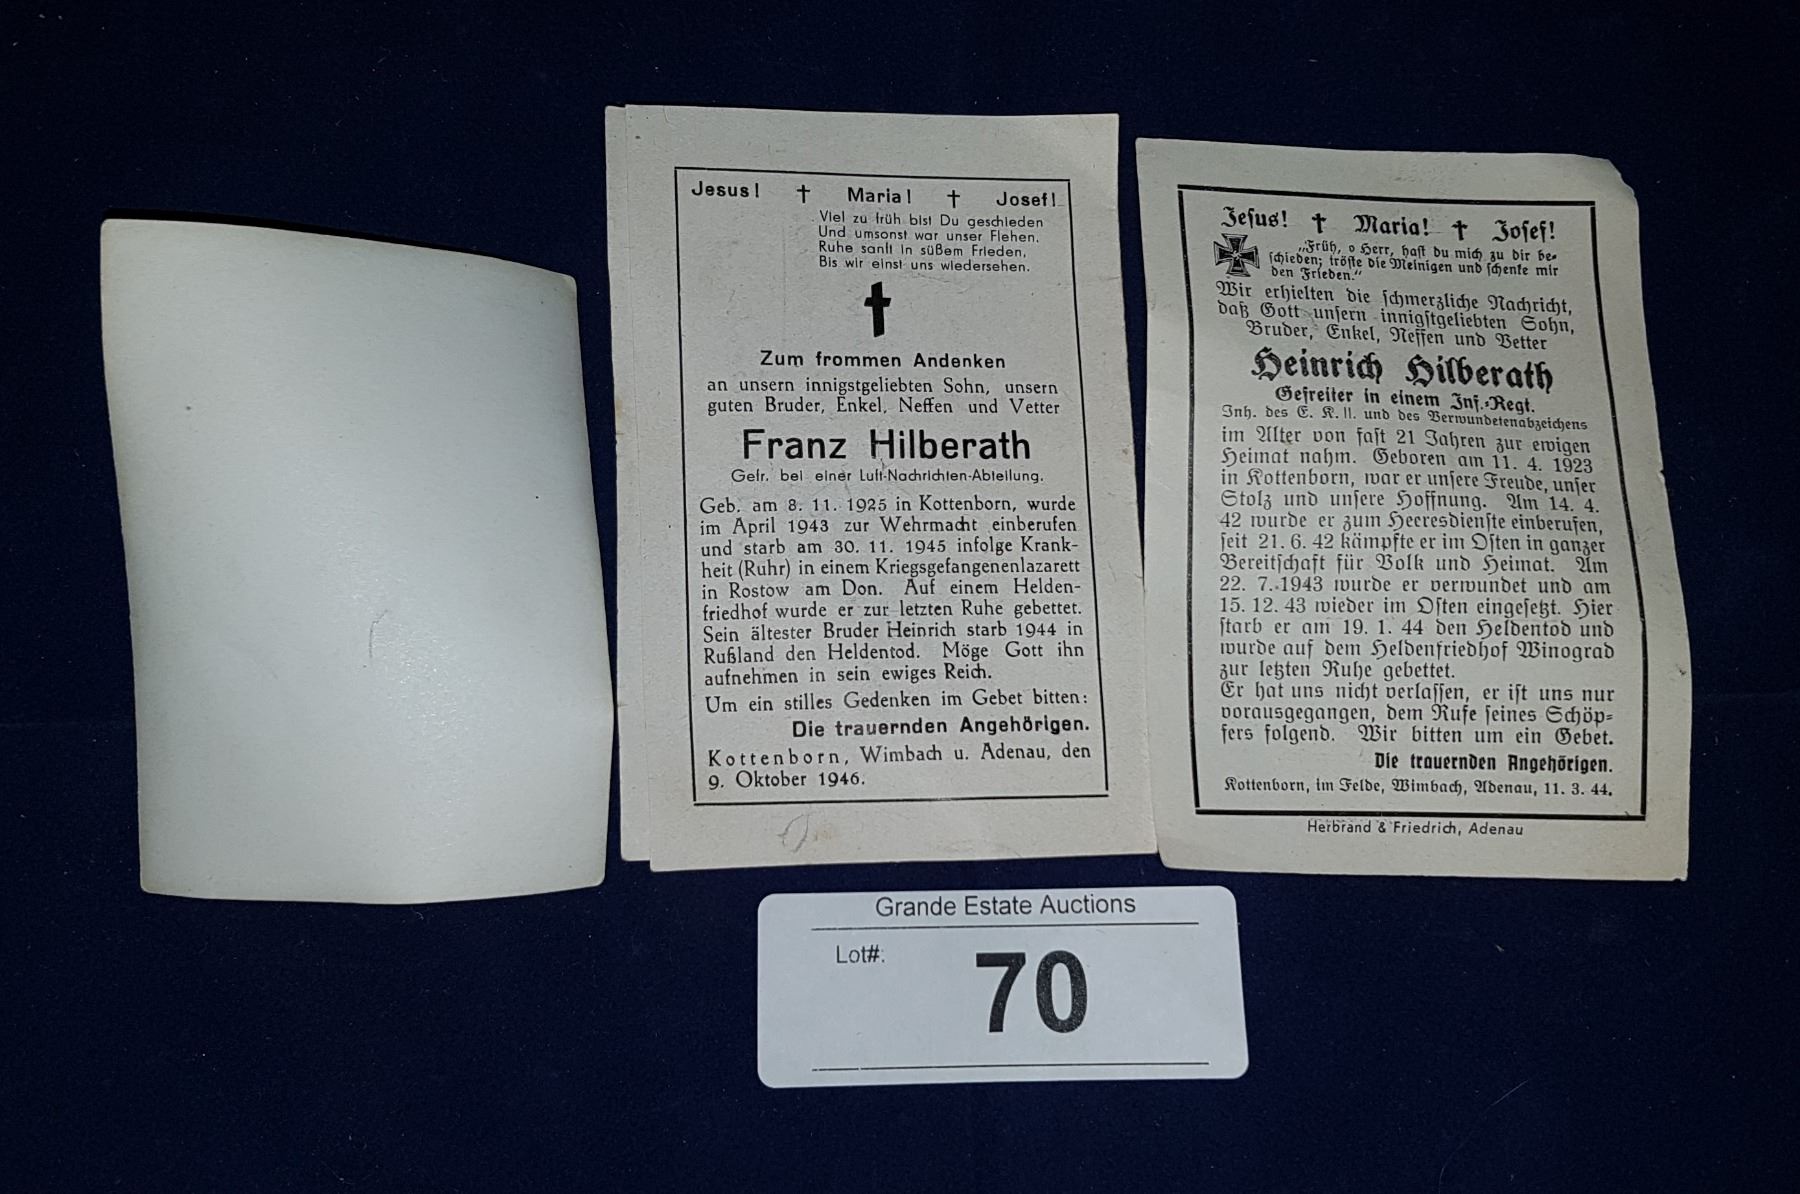 Jesus! † Maria! † Josef!
Viel zu früh bist Du geschieden
Und umsonst war unser Flehen.
Ruhe sanft in süßem Frieden,
Bis wir einst uns wiedersehen.
Zum frommen Andenken
an unsern innigstgeliebten Sohn, unsern
guten Bruder, Enkel, Neffen und Vetter
Franz Hilberath
Gefr. bei einer Luft-Nachrichten-Abteilung.
Geb. am 8. 11. 1925 in Kottenborn, wurde
im April 1943 zur Wehrmacht einberufen
und starb am 30. 11. 1945 infolge Krank-
heit (Ruhr) in einem Kriegsgefangenenlazarett
in Rostow am Don. Auf einem Helden-
friedhof wurde er zur letzten Ruhe gebettet.
Sein ältester Bruder Heinrich starb 1944 in
Rußland den Heldentod. Möge Gott ihn
aufnehmen in sein ewiges Reich.
Um ein stilles Gedenken im Gebet bitten:
Die trauernden Angehörigen.
Kottenborn, Wimbach u. Adenau, den
9. Oktober 1946.
Jesus! † Maria! † Josef!
„Früh, o Herr, hast du mich zu dir be-
schieden; tröste die Meinigen und schenke mir
den Frieden."
Wir erhielten die schmerzliche Nachricht,
daß Gott unsern innigstgeliebten Sohn,
Bruder, Enkel, Neffen und Vetter
Heinrich Hilberath
Gefreiter in einem Inf.-Regt.
Inh. des E. K. II. und des Verwundetenabzeichens
im Alter von fast 21 Jahren zur ewigen
Heimat nahm. Geboren am 11. 4. 1923
in Kottenborn, war er unsere Freude, unser
Stolz und unsere Hoffnung. Am 14. 4.
42 wurde er zum Heeresdienste einberufen,
seit 21. 6. 42 kämpfte er im Osten in ganzer
Bereitschaft für Volk und Heimat. Am
22. 7. 1943 wurde er verwundet und am
15. 12. 43 wieder im Osten eingesetzt. Hier
starb er am 19. 1. 44 den Heldentod und
wurde auf dem Heldenfriedhof Winograd
zur letzten Ruhe gebettet.
Er hat uns nicht verlassen, er ist uns nur
vorausgegangen, dem Rufe seines Schöp-
fers folgend. Wir bitten um ein Gebet.
Die trauernden Angehörigen.
Kottenborn, im Felde, Wimbach, Adenau, 11. 3. 44.
Herbrand & Friedrich, Adenau
Grande Estate Auctions
Lot#:
70